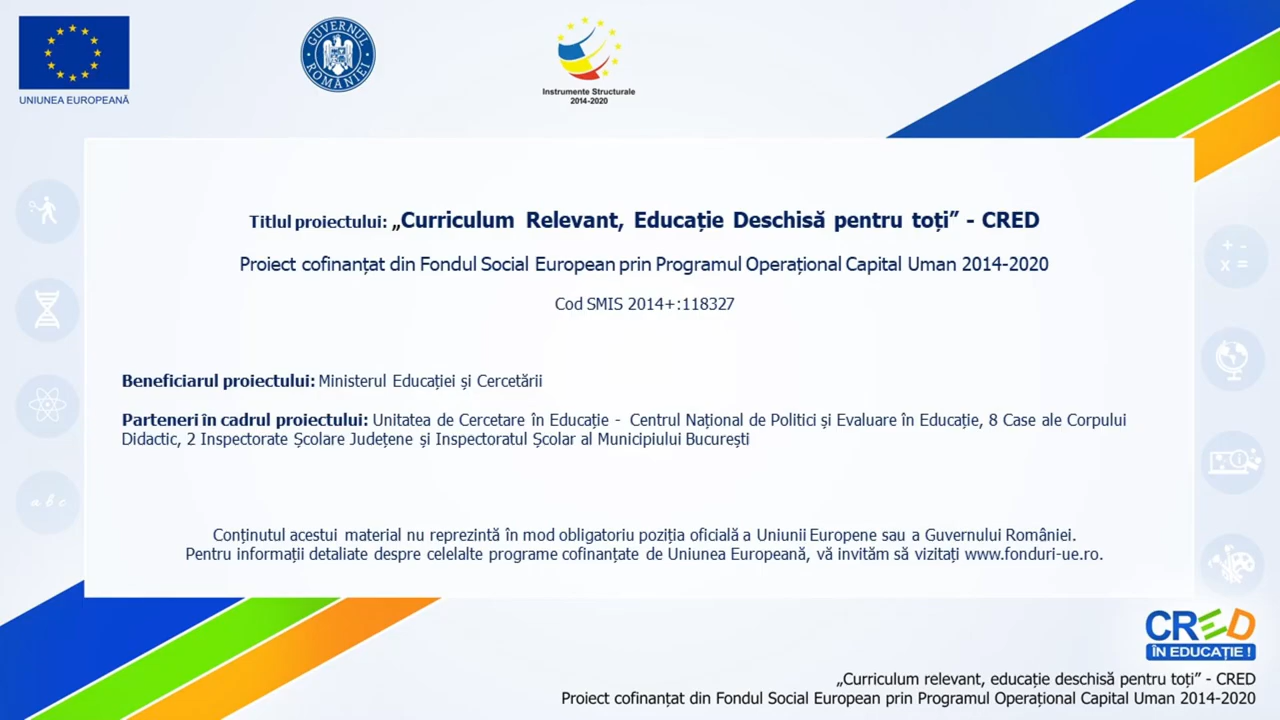 UNIUNEA EUROPEANĂ
GUVERNUL ROMÂNIEI
Instrumente Structurale
2014-2020
Titlul proiectului: „Curriculum Relevant, Educație Deschisă pentru toți” - CRED
Proiect cofinanțat din Fondul Social European prin Programul Operațional Capital Uman 2014-2020
Cod SMIS 2014+:118327
Beneficiarul proiectului: Ministerul Educației și Cercetării
Parteneri în cadrul proiectului: Unitatea de Cercetare în Educație - Centrul Național de Politici și Evaluare în Educație, 8 Case ale Corpului
Didactic, 2 Inspectorate Școlare Județene și Inspectoratul Școlar al Municipiului București
a b c
+ -
x =
Conținutul acestui material nu reprezintă în mod obligatoriu poziția oficială a Uniunii Europene sau a Guvernului României.
Pentru informații detaliate despre celelalte programe cofinanțate de Uniunea Europeană, vă invităm să vizitați www.fonduri-ue.ro.
CRED
ÎN EDUCAȚIE !
„Curriculum relevant, educație deschisă pentru toți” - CRED
Proiect cofinanțat din Fondul Social European prin Programul Operațional Capital Uman 2014-2020